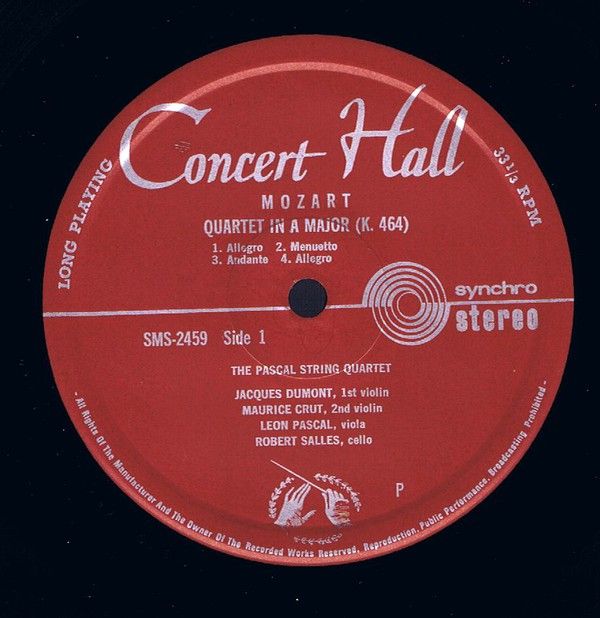 Concert Hall
LONG PLAYING
33 1/3 RPM
MOZART
QUARTET IN A MAJOR (K. 464)
1. Allegro 2. Menuetto
3. Andante 4. Allegro
synchro
stereo
SMS-2459 Side 1
THE PASCAL STRING QUARTET
JACQUES DUMONT, 1st violin
MAURICE CRUT, 2nd violin
LEON PASCAL, viola
ROBERT SALLES, cello
P
- All Rights Of The Manufacturer And The Owner Of The Recorded Works Reserved, Reproduction, Public Performance, Broadcasting Prohibited -